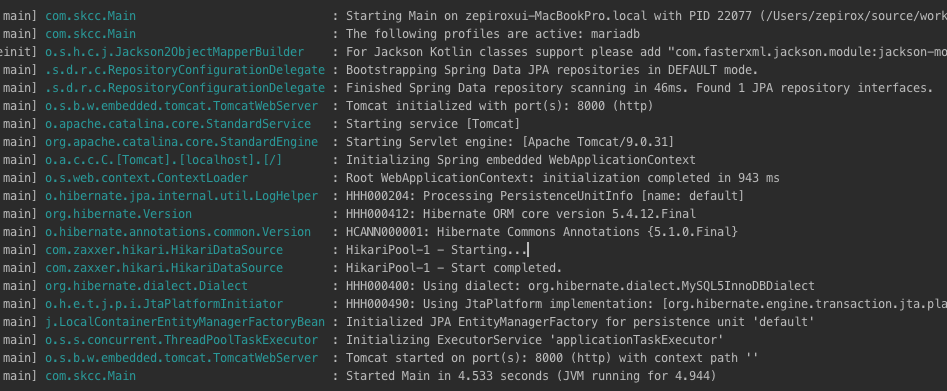 main] com.skcc.Main : Starting Main on zepiroxui-MacBookPro.local with PID 22077 (/Users/zepirox/source/work
main] com.skcc.Main : The following profiles are active: mariadb
einit] o.s.h.c.j.Jackson2ObjectMapperBuilder : For Jackson Kotlin classes support please add "com.fasterxml.jackson.module:jackson-mo
main] .s.d.r.c.RepositoryConfigurationDelegate : Bootstrapping Spring Data JPA repositories in DEFAULT mode.
main] .s.d.r.c.RepositoryConfigurationDelegate : Finished Spring Data repository scanning in 46ms. Found 1 JPA repository interfaces.
main] o.s.b.w.embedded.tomcat.TomcatWebServer : Tomcat initialized with port(s): 8000 (http)
main] o.apache.catalina.core.StandardService : Starting service [Tomcat]
main] org.apache.catalina.core.StandardEngine : Starting Servlet engine: [Apache Tomcat/9.0.31]
main] o.a.c.c.C.[Tomcat].[localhost].[/] : Initializing Spring embedded WebApplicationContext
main] o.s.web.context.ContextLoader : Root WebApplicationContext: initialization completed in 943 ms
main] o.hibernate.jpa.internal.util.LogHelper : HHH000204: Processing PersistenceUnitInfo [name: default]
main] org.hibernate.Version : HHH000412: Hibernate ORM core version 5.4.12.Final
main] o.hibernate.annotations.common.Version : HCANN000001: Hibernate Commons Annotations {5.1.0.Final}
main] com.zaxxer.hikari.HikariDataSource : HikariPool-1 - Starting...
main] com.zaxxer.hikari.HikariDataSource : HikariPool-1 - Start completed.
main] org.hibernate.dialect.Dialect : HHH000400: Using dialect: org.hibernate.dialect.MySQL5InnoDBDialect
main] o.h.e.t.j.p.i.JtaPlatformInitiator : HHH000490: Using JtaPlatform implementation: [org.hibernate.engine.transaction.jta.pla
main] j.LocalContainerEntityManagerFactoryBean : Initialized JPA EntityManagerFactory for persistence unit 'default'
main] o.s.s.concurrent.ThreadPoolTaskExecutor : Initializing ExecutorService 'applicationTaskExecutor'
main] o.s.b.w.embedded.tomcat.TomcatWebServer : Tomcat started on port(s): 8000 (http) with context path ''
main] com.skcc.Main : Started Main in 4.533 seconds (JVM running for 4.944)